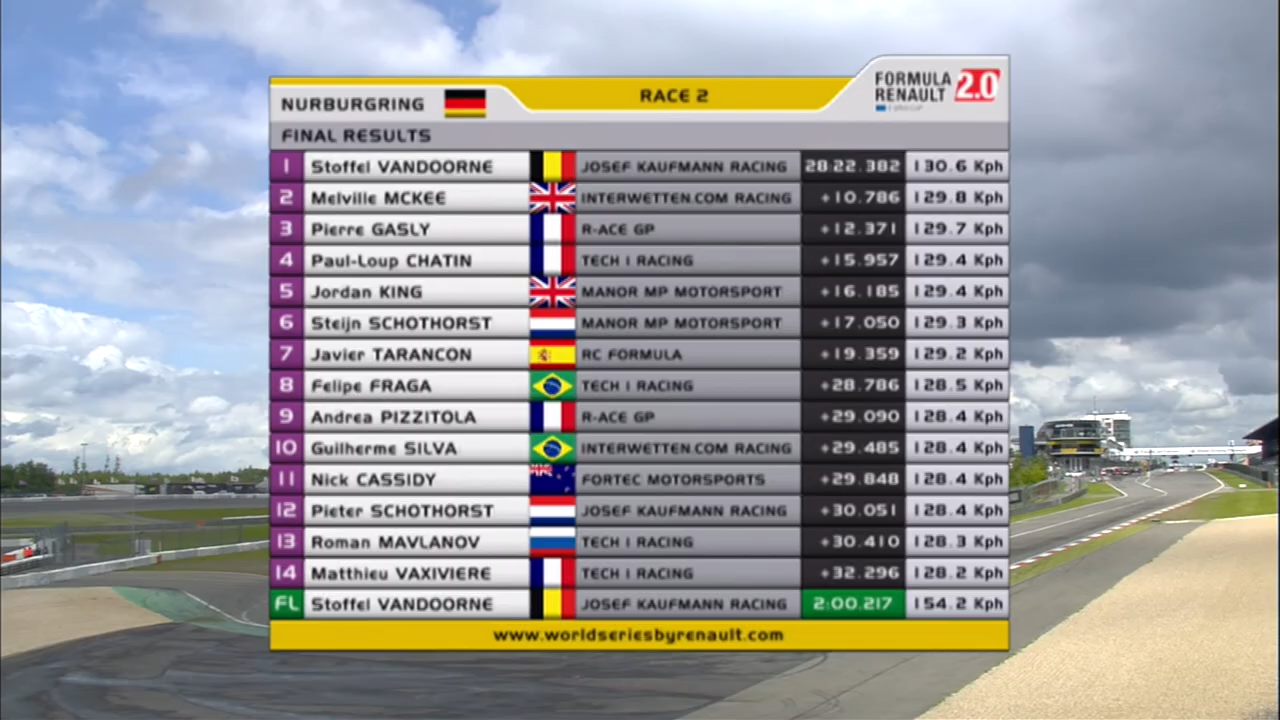 NURBURGRING RACE 2 FORMULA RENAULT 2.0
FINAL RESULTS
1 Stoffel VANDOORNE JOSEF KAUFMANN RACING 28:22.382 130.6 Kph
2 Melville MCKEE INTERWETTEN.COM RACING +10.786 129.8 Kph
3 Pierre GASLY R-ACE GP +12.371 129.7 Kph
4 Paul-Loup CHATIN TECH 1 RACING +15.957 129.4 Kph
5 Jordan KING MANOR MP MOTORSPORT +16.185 129.4 Kph
6 Steijn SCHOTHORST MANOR MP MOTORSPORT +17.050 129.3 Kph
7 Javier TARANCON RC FORMULA +19.359 129.2 Kph
8 Felipe FRAGA TECH 1 RACING +28.786 128.5 Kph
9 Andrea PIZZITOLA R-ACE GP +29.090 128.4 Kph
10 Guilherme SILVA INTERWETTEN.COM RACING +29.485 128.4 Kph
11 Nick CASSIDY FORTEC MOTORSPORTS +29.848 128.4 Kph
12 Pieter SCHOTHORST JOSEF KAUFMANN RACING +30.051 128.4 Kph
13 Roman MAVLANOV TECH 1 RACING +30.410 128.3 Kph
14 Matthieu VAXIVIERE TECH 1 RACING +32.296 128.2 Kph
FL Stoffel VANDOORNE JOSEF KAUFMANN RACING 2:00.217 154.2 Kph
www.worldseriesbyrenault.com